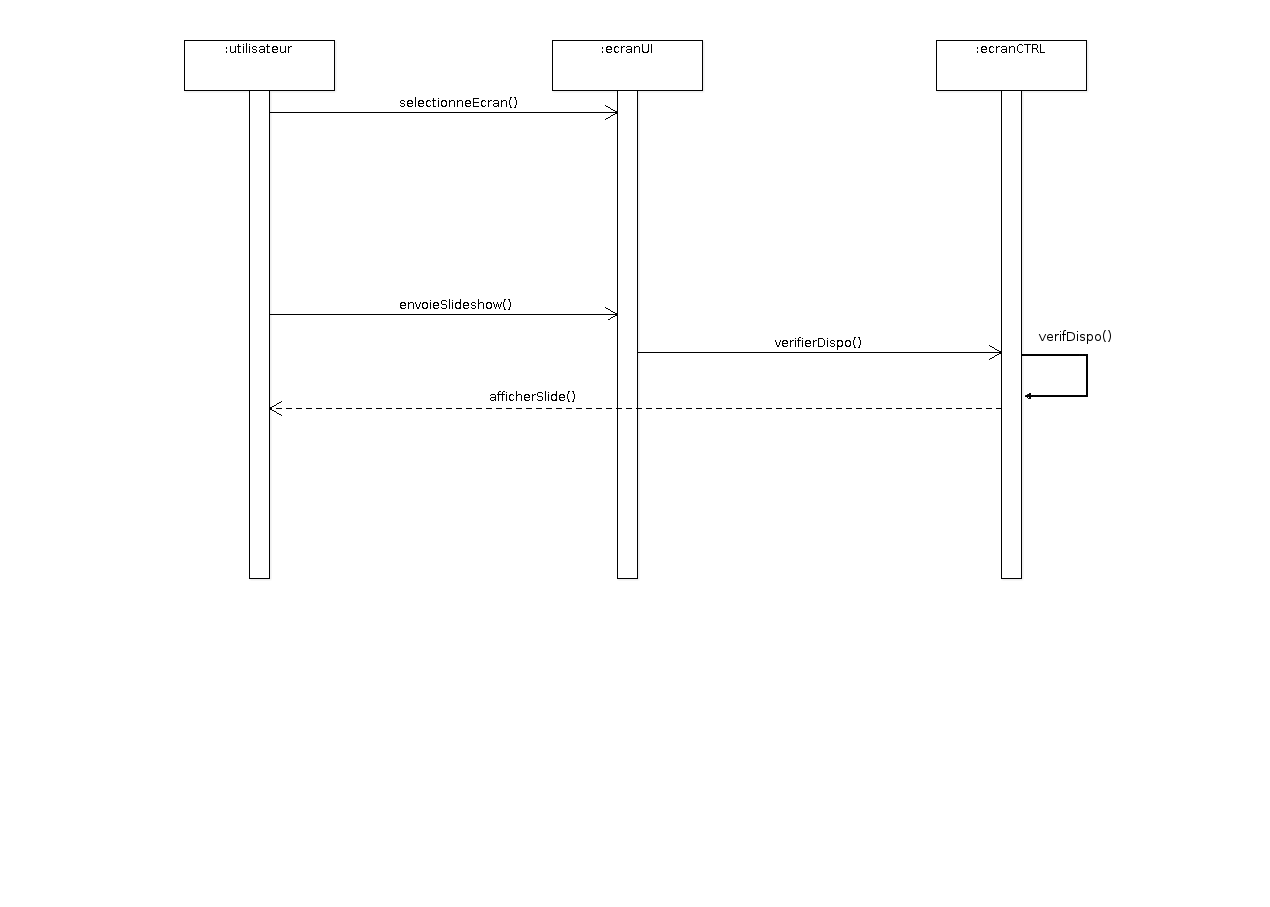 :utilisateur
:ecranUI
:ecranCTRL
selectionneEcran()
envoieSlideshow()
verifierDispo()
verifDispo()
afficherSlide()